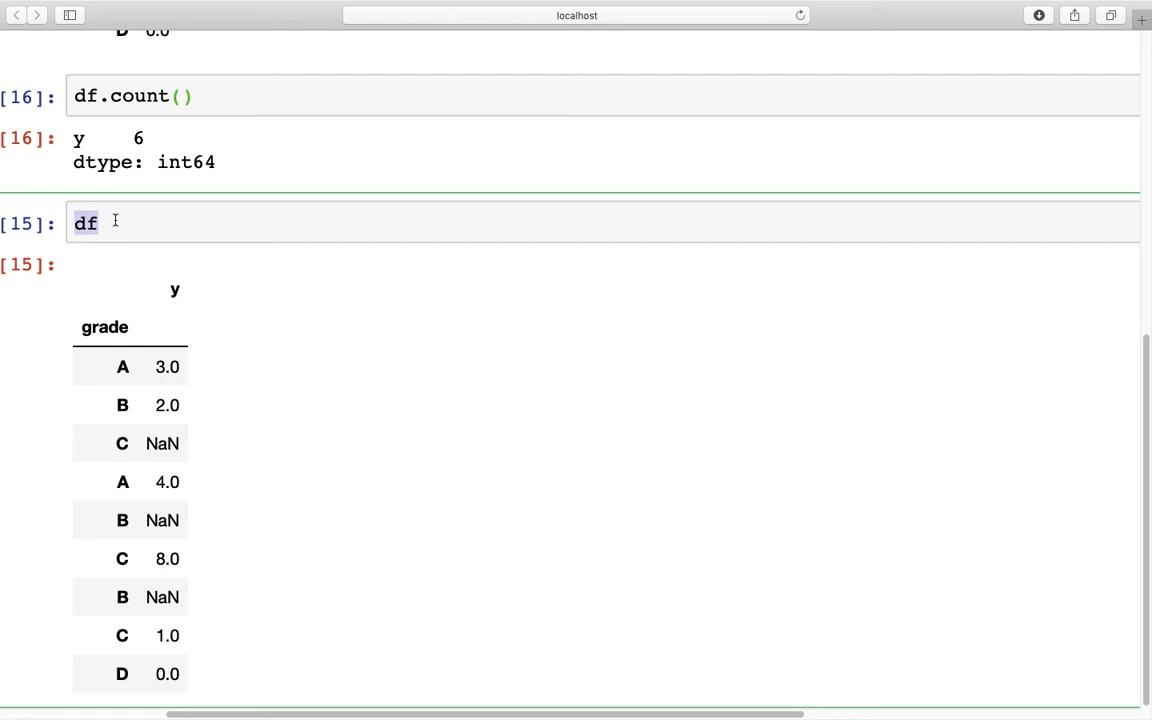 localhost
D 0.0
[16]: df.count()
[16]: y 6
dtype: int64
[15]: df
[15]:
y
grade
A 3.0
B 2.0
C NaN
A 4.0
B NaN
C 8.0
B NaN
C 1.0
D 0.0